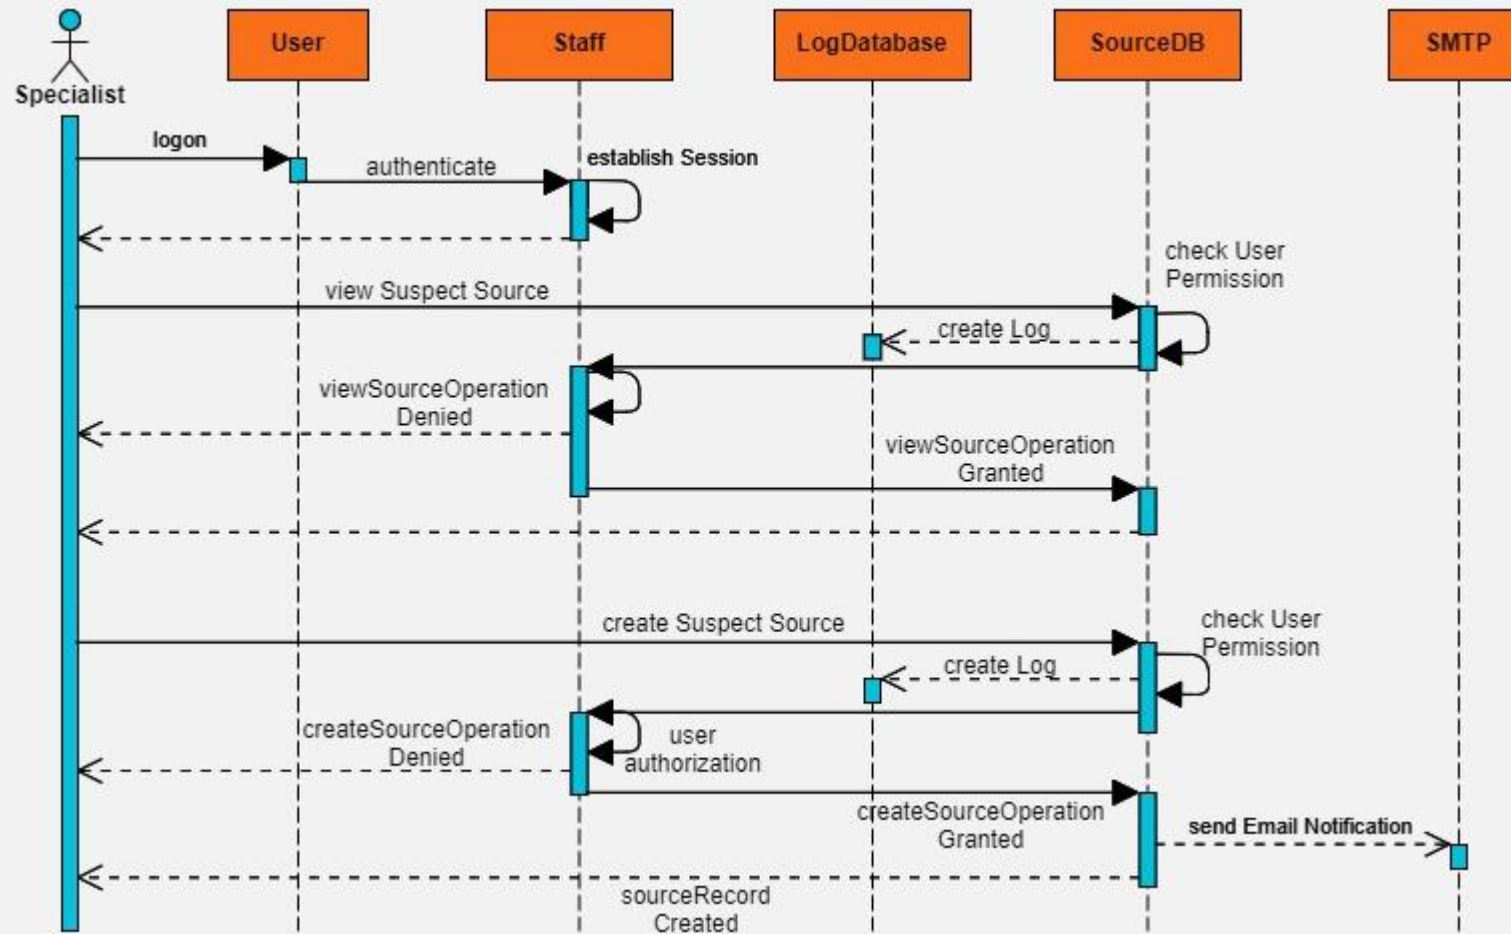 User
Staff
LogDatabase
SourceDB
SMTP
Specialist
logon
authenticate
establish Session
check User
Permission
view Suspect Source
create Log
viewSourceOperation
Denied
viewSourceOperation
Granted
create Suspect Source
check User
Permission
create Log
createSourceOperation
Denied
user
authorization
createSourceOperation
Granted
send Email Notification
sourceRecord
Created